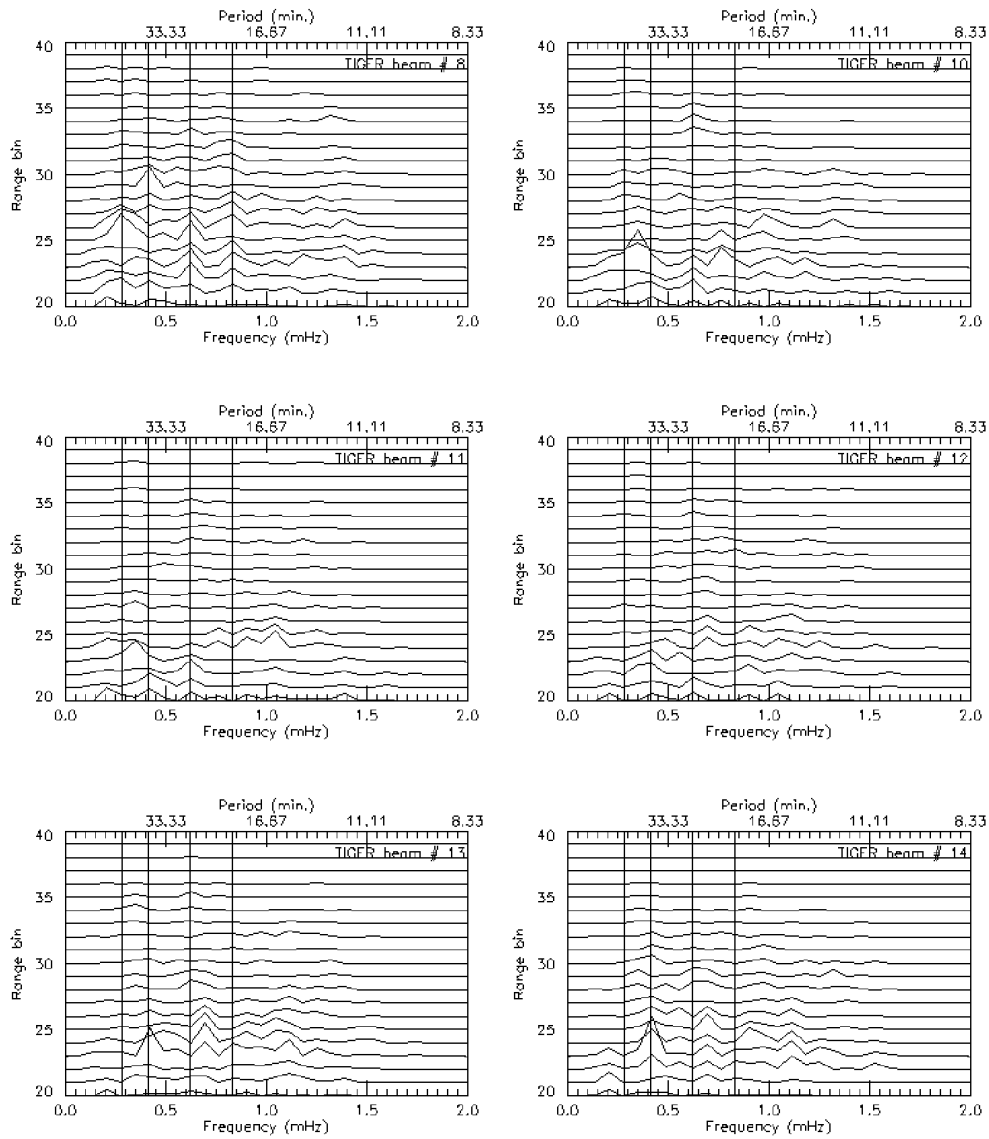 Period (min.) Period (min.)
33.33 16.67 11.11 8.33 33.33 16.67 11.11 8.33
40 TIGER beam # 8 40 TIGER beam # 10
35 35
Range bin Range bin
30 30
25 25
20 20
0.0 0.5 1.0 1.5 2.0 0.0 0.5 1.0 1.5 2.0
Frequency (mHz) Frequency (mHz)
Period (min.) Period (min.)
33.33 16.67 11.11 8.33 33.33 16.67 11.11 8.33
40 TIGER beam # 11 40 TIGER beam # 12
35 35
Range bin Range bin
30 30
25 25
20 20
0.0 0.5 1.0 1.5 2.0 0.0 0.5 1.0 1.5 2.0
Frequency (mHz) Frequency (mHz)
Period (min.) Period (min.)
33.33 16.67 11.11 8.33 33.33 16.67 11.11 8.33
40 TIGER beam # 13 40 TIGER beam # 14
35 35
Range bin Range bin
30 30
25 25
20 20
0.0 0.5 1.0 1.5 2.0 0.0 0.5 1.0 1.5 2.0
Frequency (mHz) Frequency (mHz)